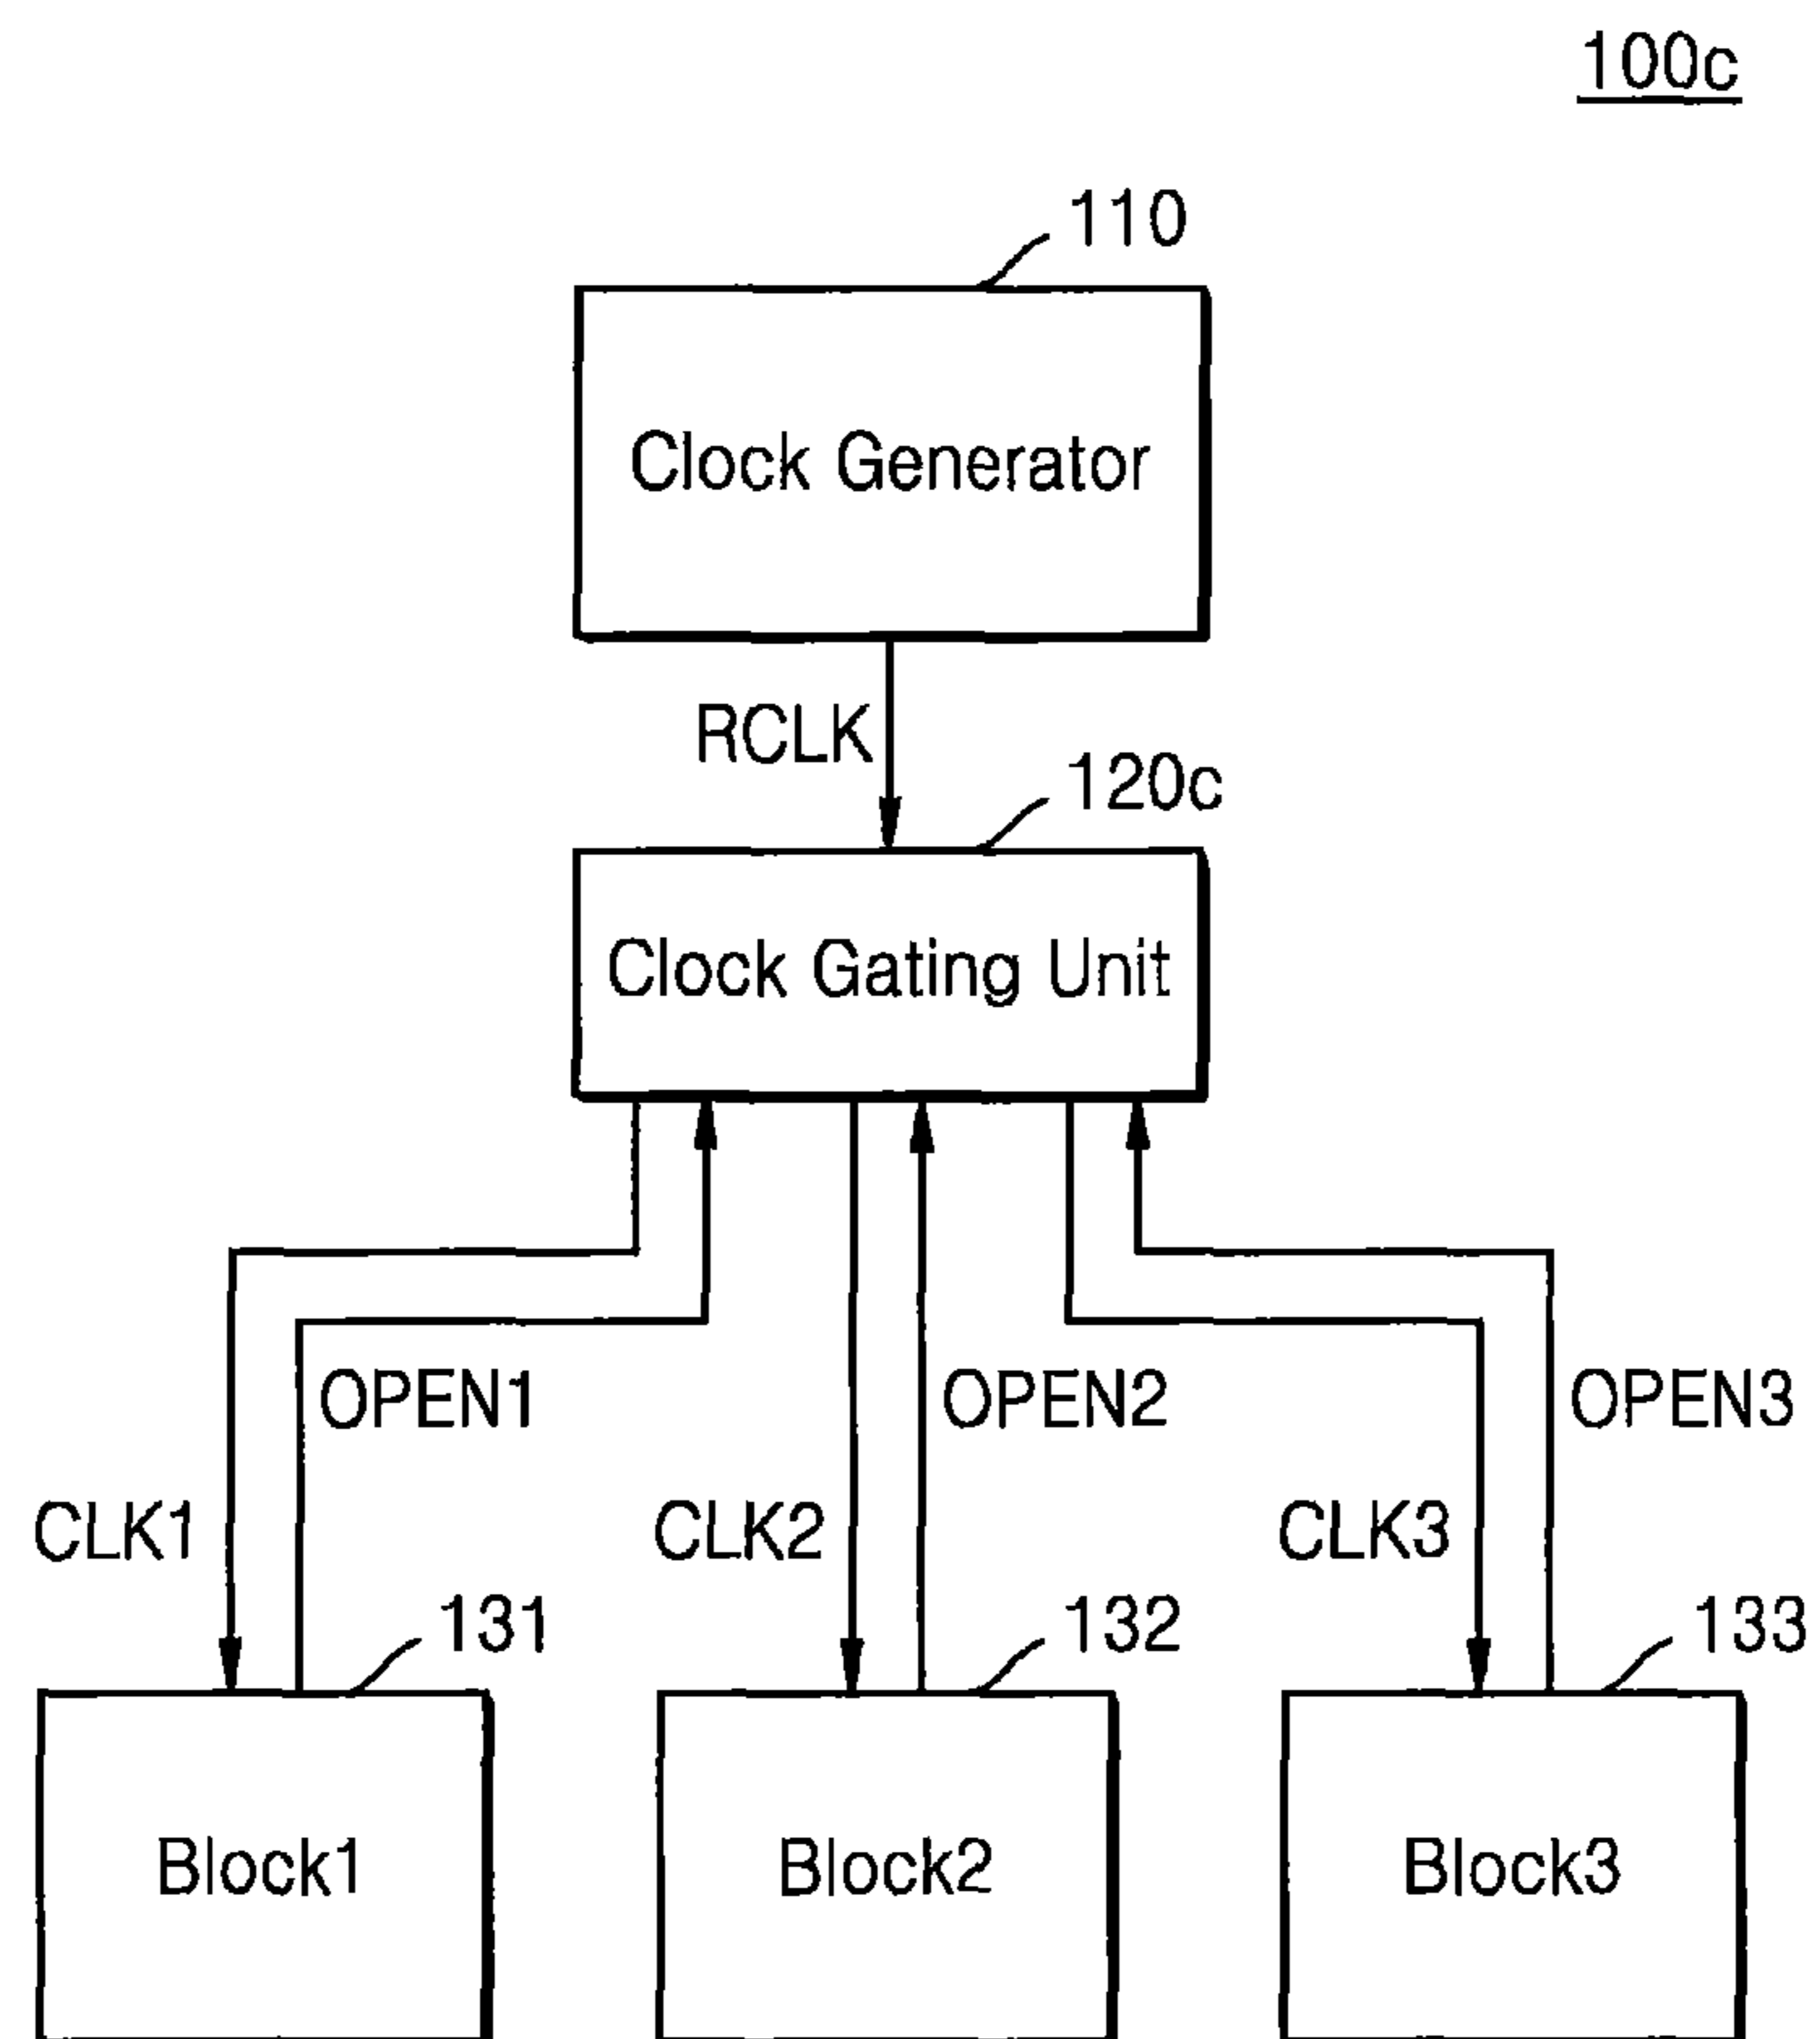 100c
110
Clock Generator
RCLK
120c
Clock Gating Unit
OPEN1
OPEN2
OPEN3
CLK1
CLK2
CLK3
131
132
133
Block1
Block2
Block3